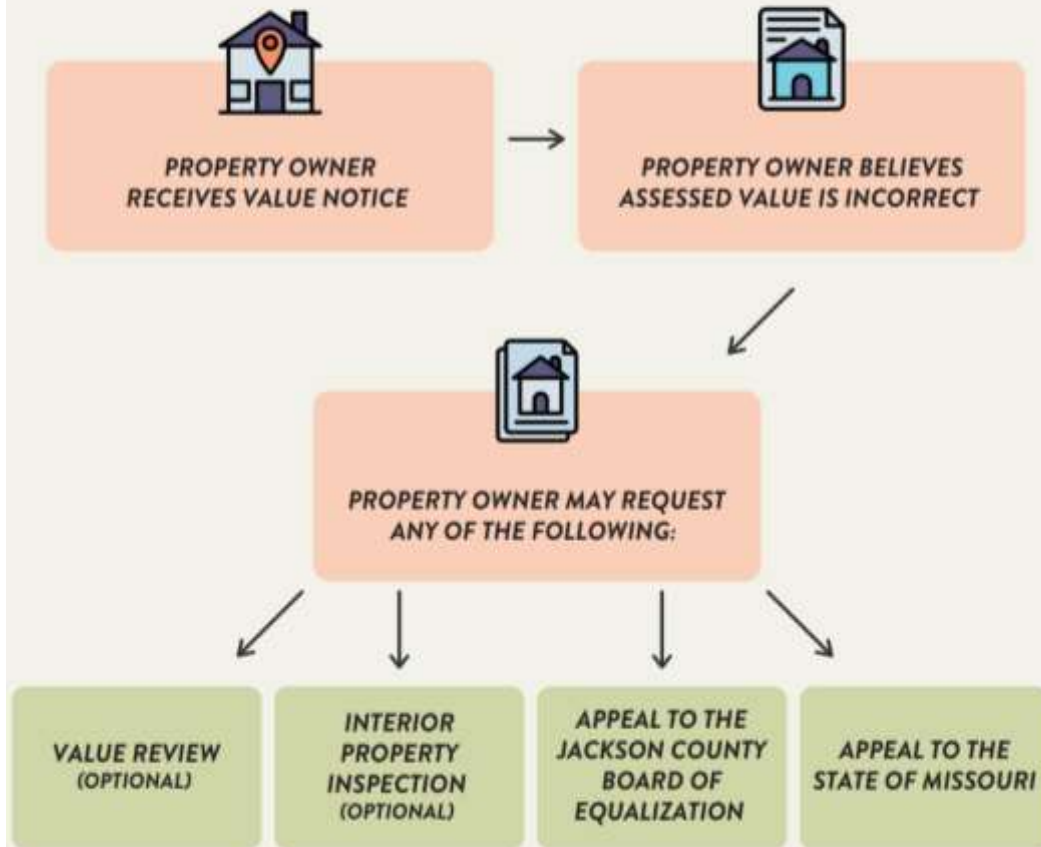 PROPERTY OWNER
RECEIVES VALUE NOTICE
PROPERTY OWNER BELIEVES
ASSESSED VALUE IS INCORRECT
PROPERTY OWNER MAY REQUEST
ANY OF THE FOLLOWING:
VALUE REVIEW
(OPTIONAL)
INTERIOR
PROPERTY
INSPECTION
(OPTIONAL)
APPEAL TO THE
JACKSON COUNTY
BOARD OF
EQUALIZATION
APPEAL TO THE
STATE OF MISSOURI